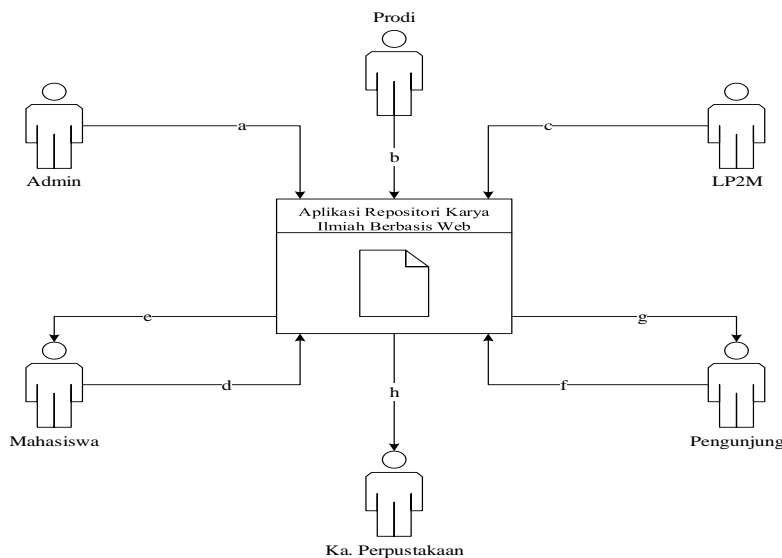 Prodi
a
c
b
Admin
LP2M
Aplikasi Repositori Karya
Ilmiah Berbasis Web
e
g
d
h
f
Mahasiswa
Pengunjung
Ka. Perpustakaan